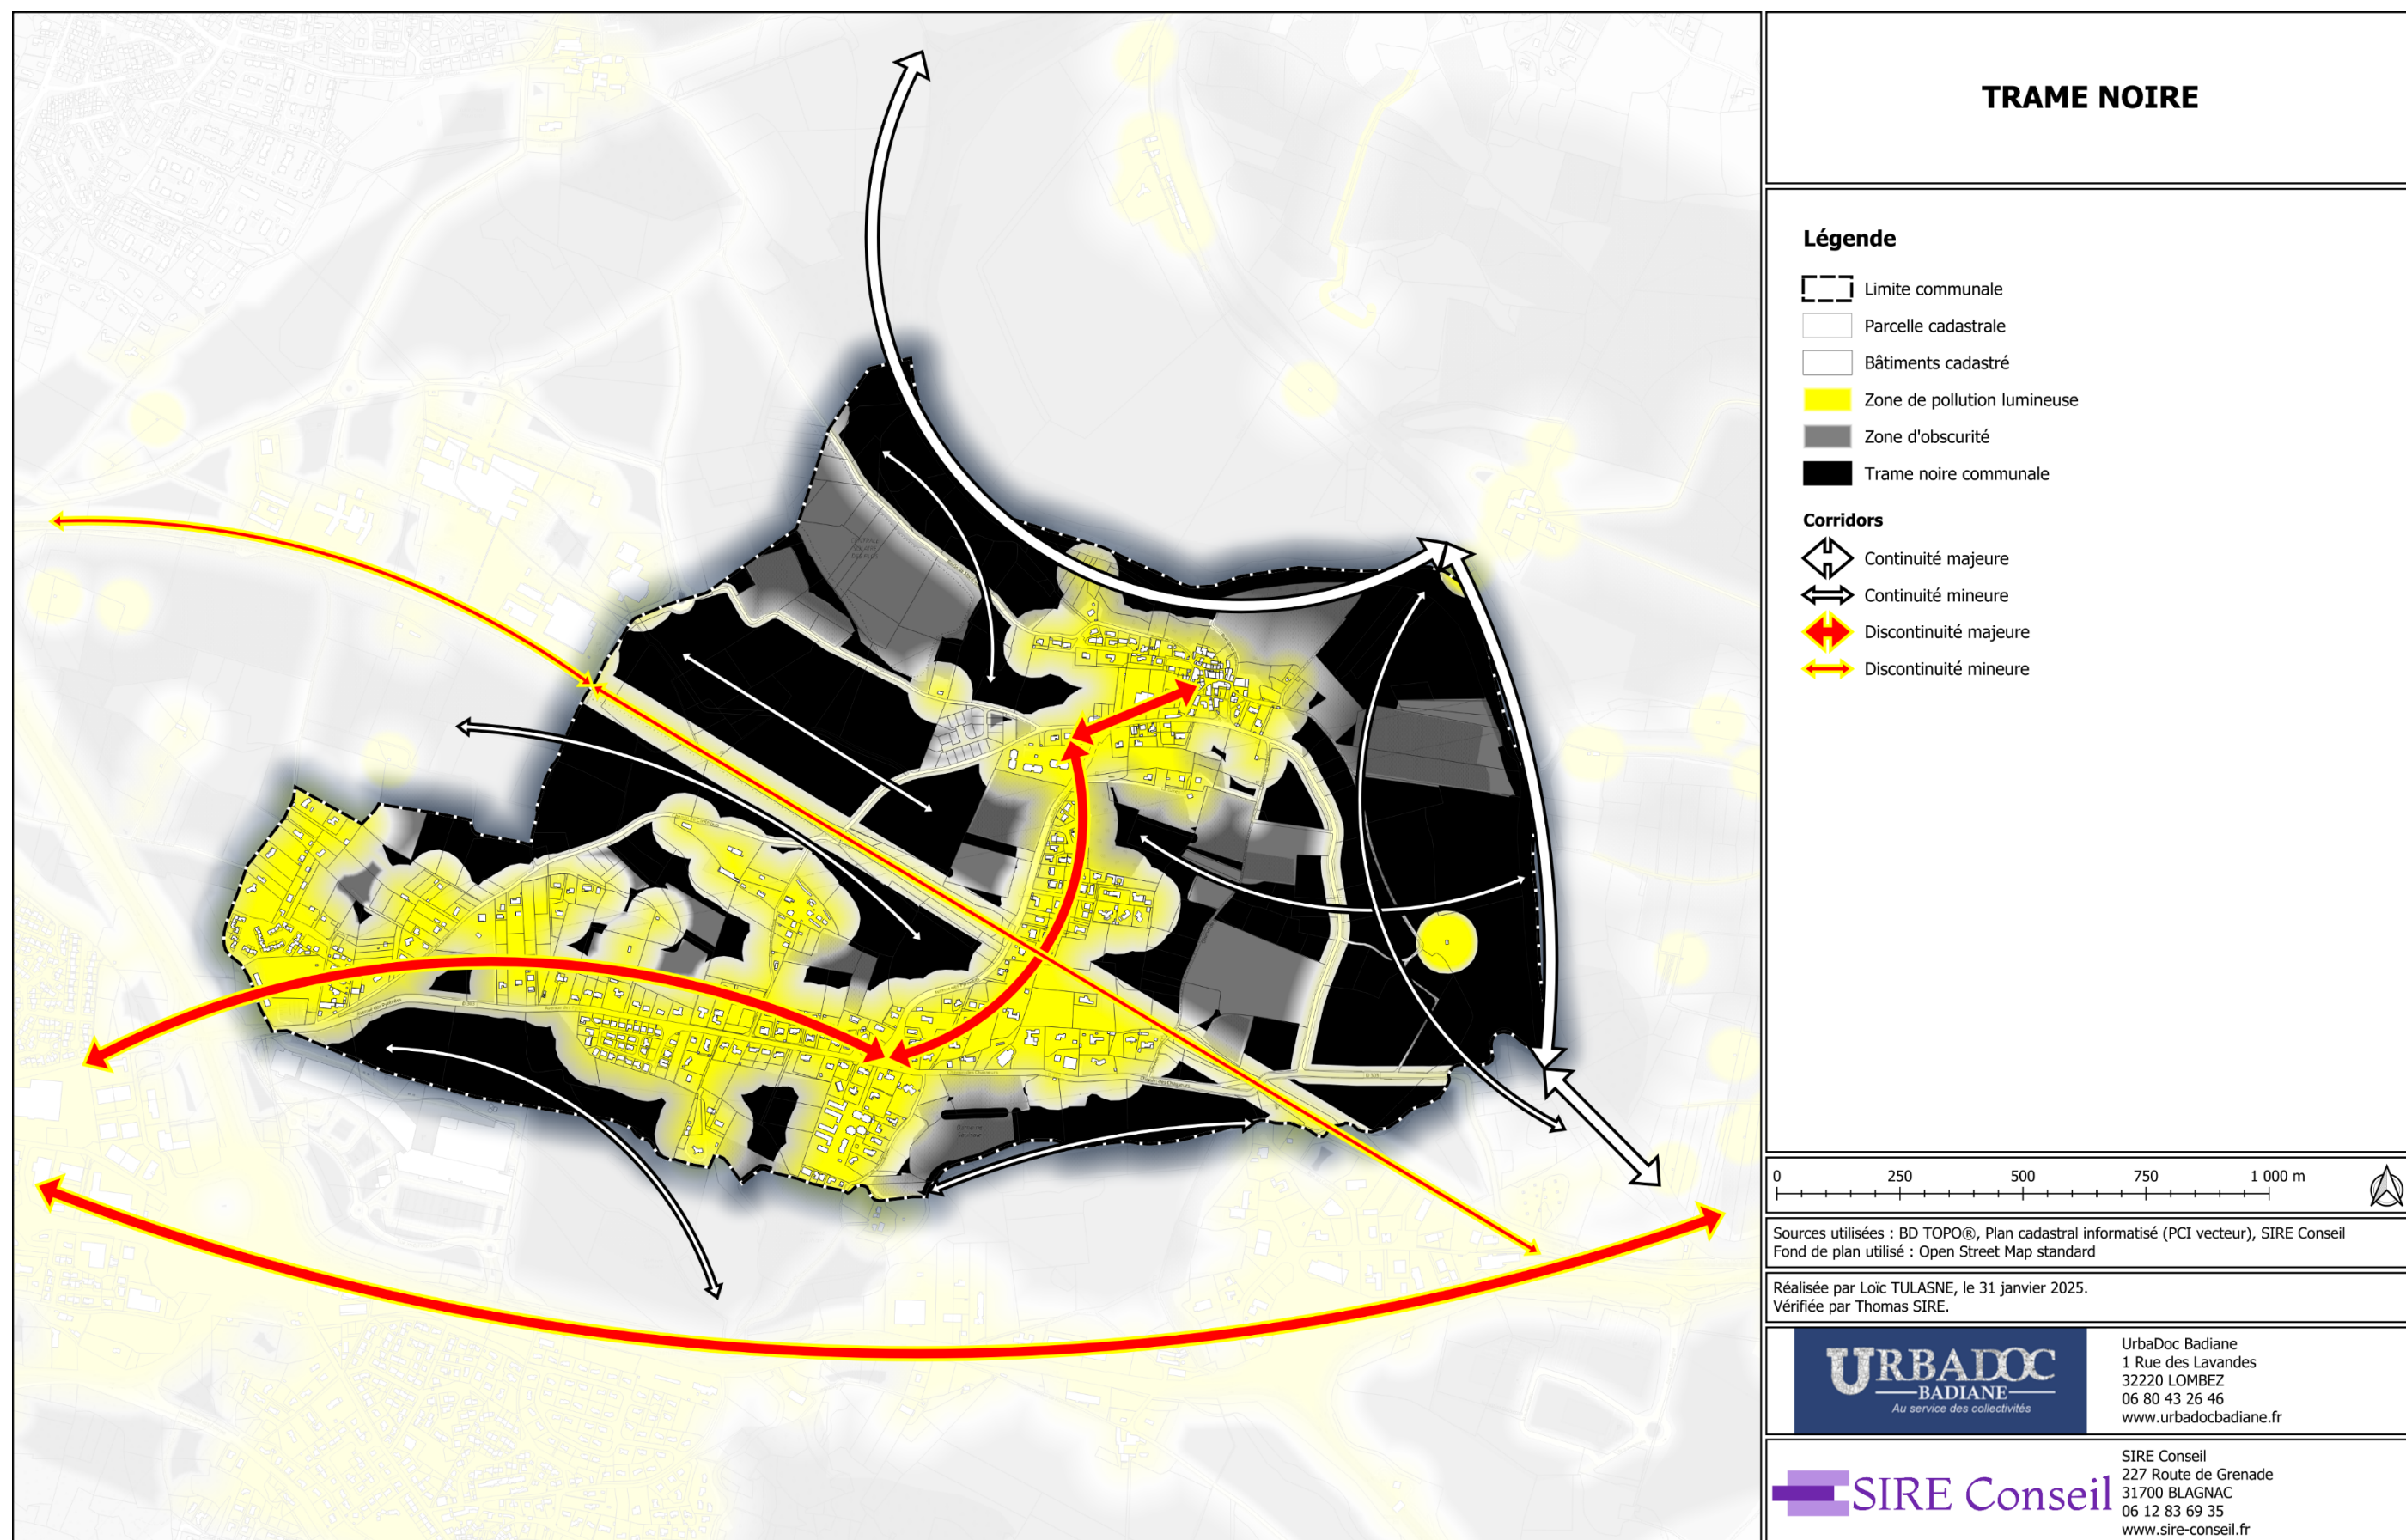 TRAME NOIRE
Légende
Limite communale
Parcelle cadastrale
Bâtiments cadastré
Zone de pollution lumineuse
Zone d'obscurité
Trame noire communale
Corridors
Continuité majeure
Continuité mineure
Discontinuité majeure
Discontinuité mineure
0 250 500 750 1 000 m
Sources utilisées : BD TOPO®, Plan cadastral informatisé (PCI vecteur), SIRE Conseil
Fond de plan utilisé : Open Street Map standard
Réalisée par Loïc TULASNE, le 31 janvier 2025.
Vérifiée par Thomas SIRE.
URBADOC
BADIANE
Au service des collectivités
UrbaDoc Badiane
1 Rue des Lavandes
32220 LOMBEZ
06 80 43 26 46
www.urbadocbadiane.fr
SIRE Conseil
SIRE Conseil
227 Route de Grenade
31700 BLAGNAC
06 12 83 69 35
www.sire-conseil.fr